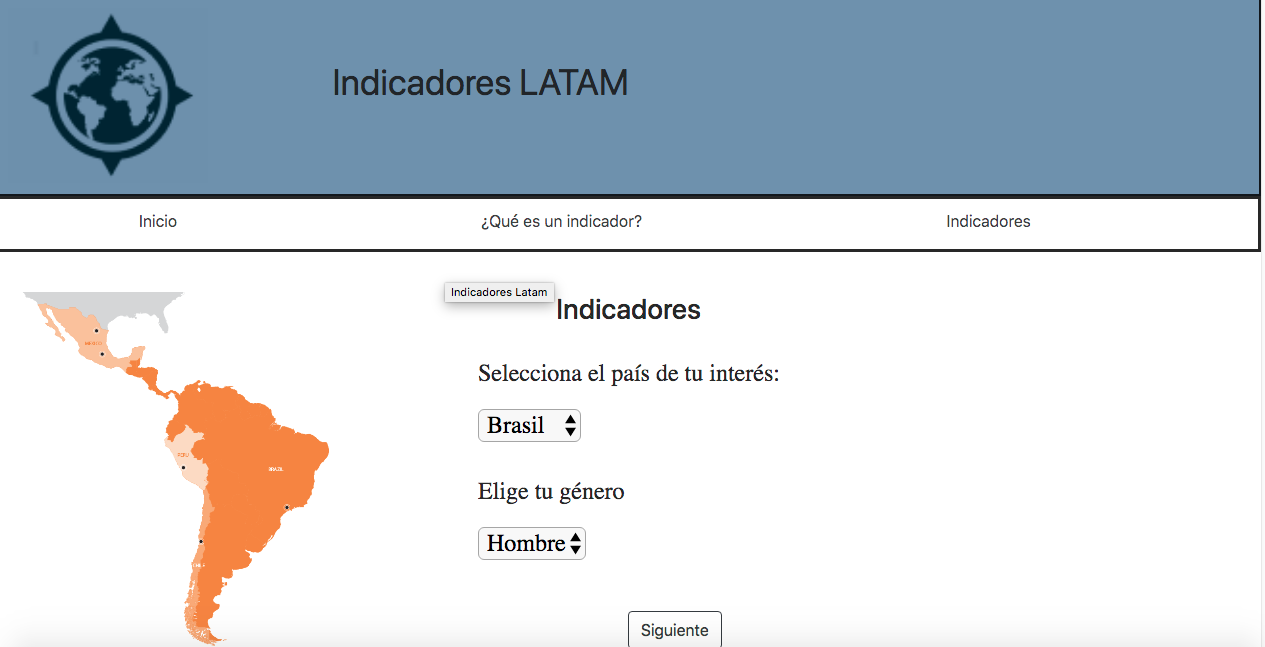 Indicadores LATAM
Inicio
¿Qué es un indicador?
Indicadores
Indicadores Latam
Indicadores
Selecciona el país de tu interés:
Brasil
Elige tu género
Hombre
Siguiente
MEXICO
PERU
BRAZIL